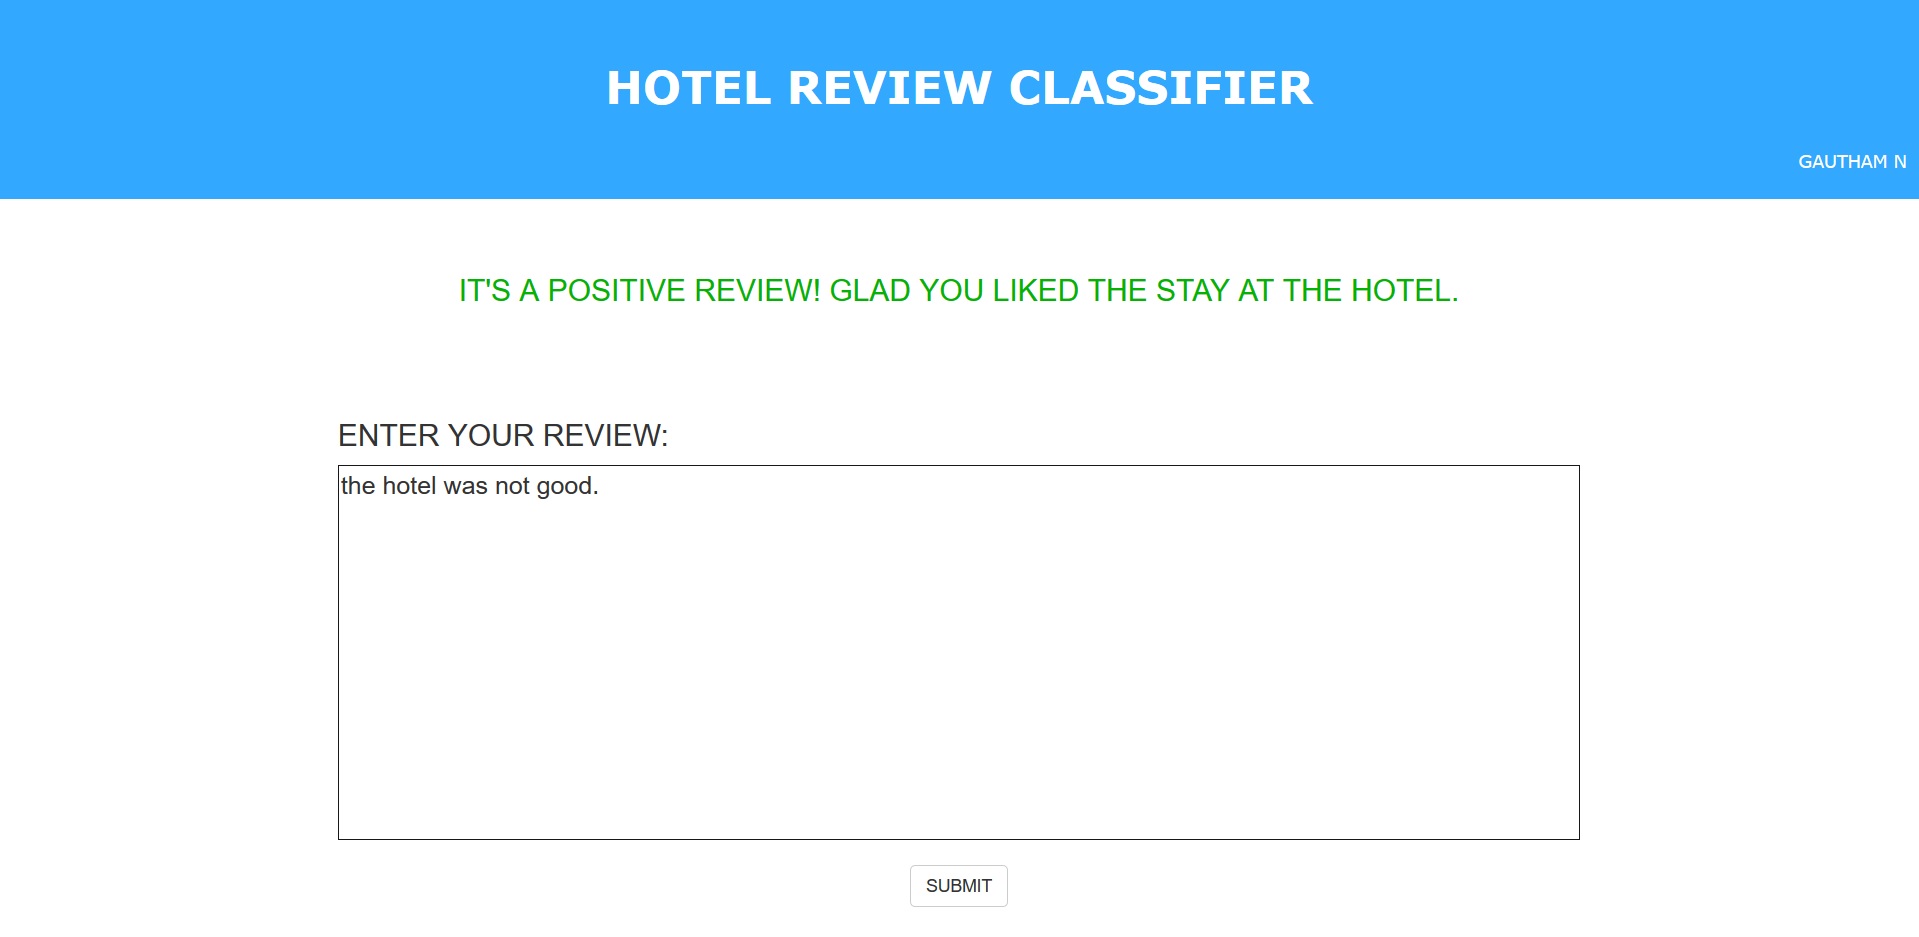 HOTEL REVIEW CLASSIFIER
GAUTHAM N
IT'S A POSITIVE REVIEW! GLAD YOU LIKED THE STAY AT THE HOTEL.
ENTER YOUR REVIEW:
the hotel was not good.
SUBMIT